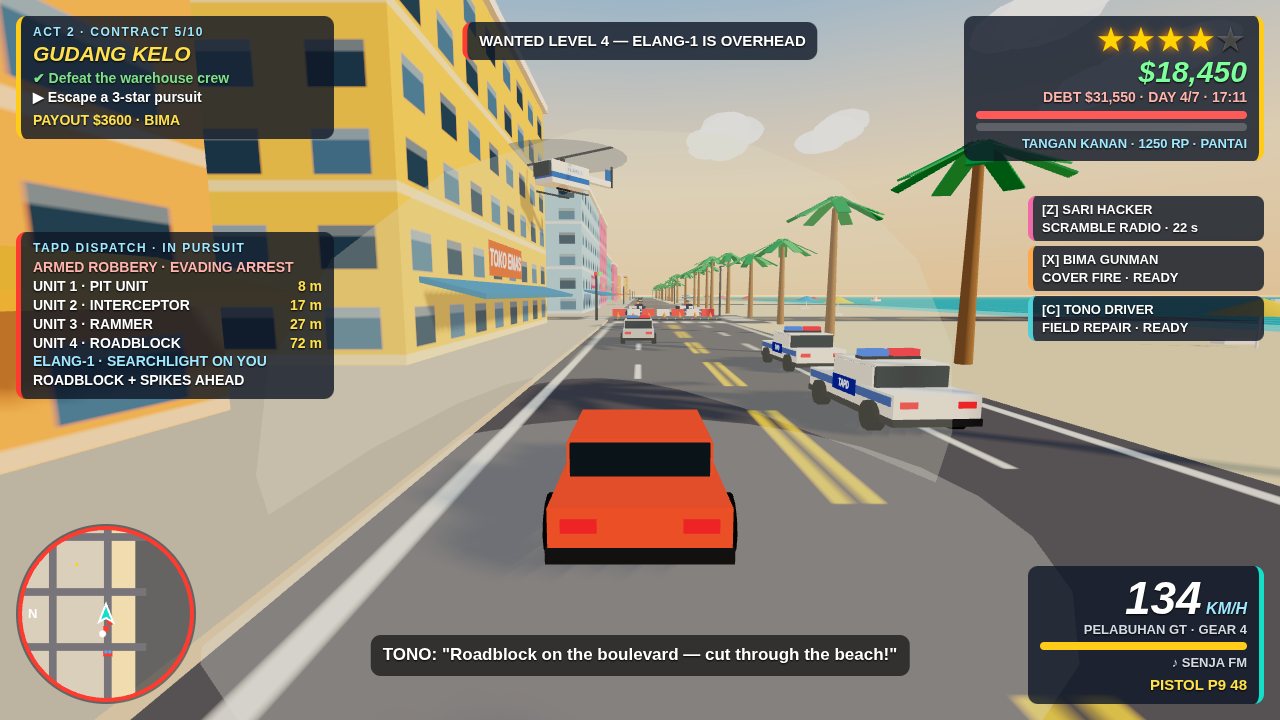 ACT 2 · CONTRACT 5/10
GUDANG KELO
✔ Defeat the warehouse crew
▶ Escape a 3-star pursuit
PAYOUT $3600 · BIMA
WANTED LEVEL 4 — ELANG-1 IS OVERHEAD
$18,450
DEBT $31,550 · DAY 4/7 · 17:11
TANGAN KANAN · 1250 RP · PANTAI
[Z] SARI HACKER
SCRAMBLE RADIO · 22 s
[X] BIMA GUNMAN
COVER FIRE · READY
[C] TONO DRIVER
FIELD REPAIR · READY
TAPD DISPATCH · IN PURSUIT
ARMED ROBBERY · EVADING ARREST
UNIT 1 · PIT UNIT 8 m
UNIT 2 · INTERCEPTOR 17 m
UNIT 3 · RAMMER 27 m
UNIT 4 · ROADBLOCK 72 m
ELANG-1 · SEARCHLIGHT ON YOU
ROADBLOCK + SPIKES AHEAD
TOKO EMAS
TAPD
N
TONO: "Roadblock on the boulevard — cut through the beach!"
134 KM/H
PELABUHAN GT · GEAR 4
♪ SENJA FM
PISTOL P9 48